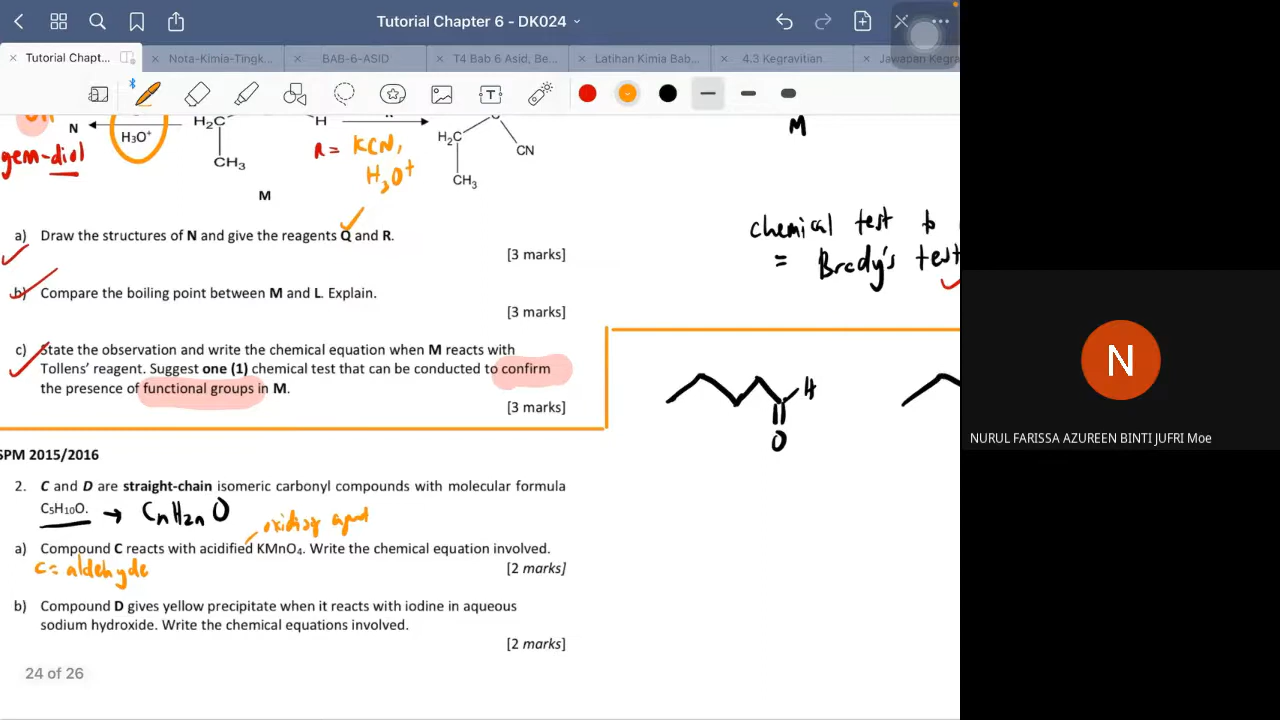 Tutorial Chapter 6 - DK024
Tutorial Chapt...
Nota-Kimia-Tingk...
BAB-6-ASID
T4 Bab 6 Asid, Be...
Latihan Kimia Bab...
4.3 Kegravitian...
Jawapan Kegra
N
H₃O⁺
gem-diol
H₂C
H
CH₃
M
R = KCN,
H₃O⁺
H₂C
CN
CH₃
M
a) Draw the structures of N and give the reagents Q and R.
[3 marks]
b) Compare the boiling point between M and L. Explain.
[3 marks]
c) State the observation and write the chemical equation when M reacts with
Tollens' reagent. Suggest one (1) chemical test that can be conducted to confirm
the presence of functional groups in M.
[3 marks]
chemical test to
= Brady's test
H
O
SPM 2015/2016
2. C and D are straight-chain isomeric carbonyl compounds with molecular formula
C₅H₁₀O. → CnH2nO
oxidizing agent
a) Compound C reacts with acidified KMnO₄. Write the chemical equation involved.
C = aldehyde
[2 marks]
b) Compound D gives yellow precipitate when it reacts with iodine in aqueous
sodium hydroxide. Write the chemical equations involved.
[2 marks]
24 of 26
N
NURUL FARISSA AZUREEN BINTI JUFRI Moe